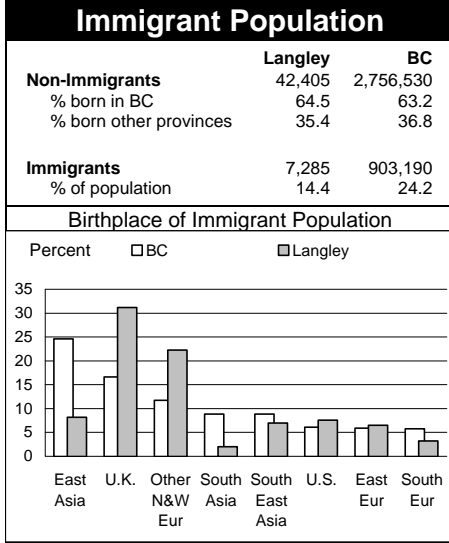 Immigrant Population
Langley BC
Non-Immigrants 42,405 2,756,530
% born in BC 64.5 63.2
% born other provinces 35.4 36.8
Immigrants 7,285 903,190
% of population 14.4 24.2
Birthplace of Immigrant Population
Percent BC Langley
35
30
25
20
15
10
5
0
East U.K. Other South South U.S. East South
Asia N&W Asia East Eur Eur
Eur Asia